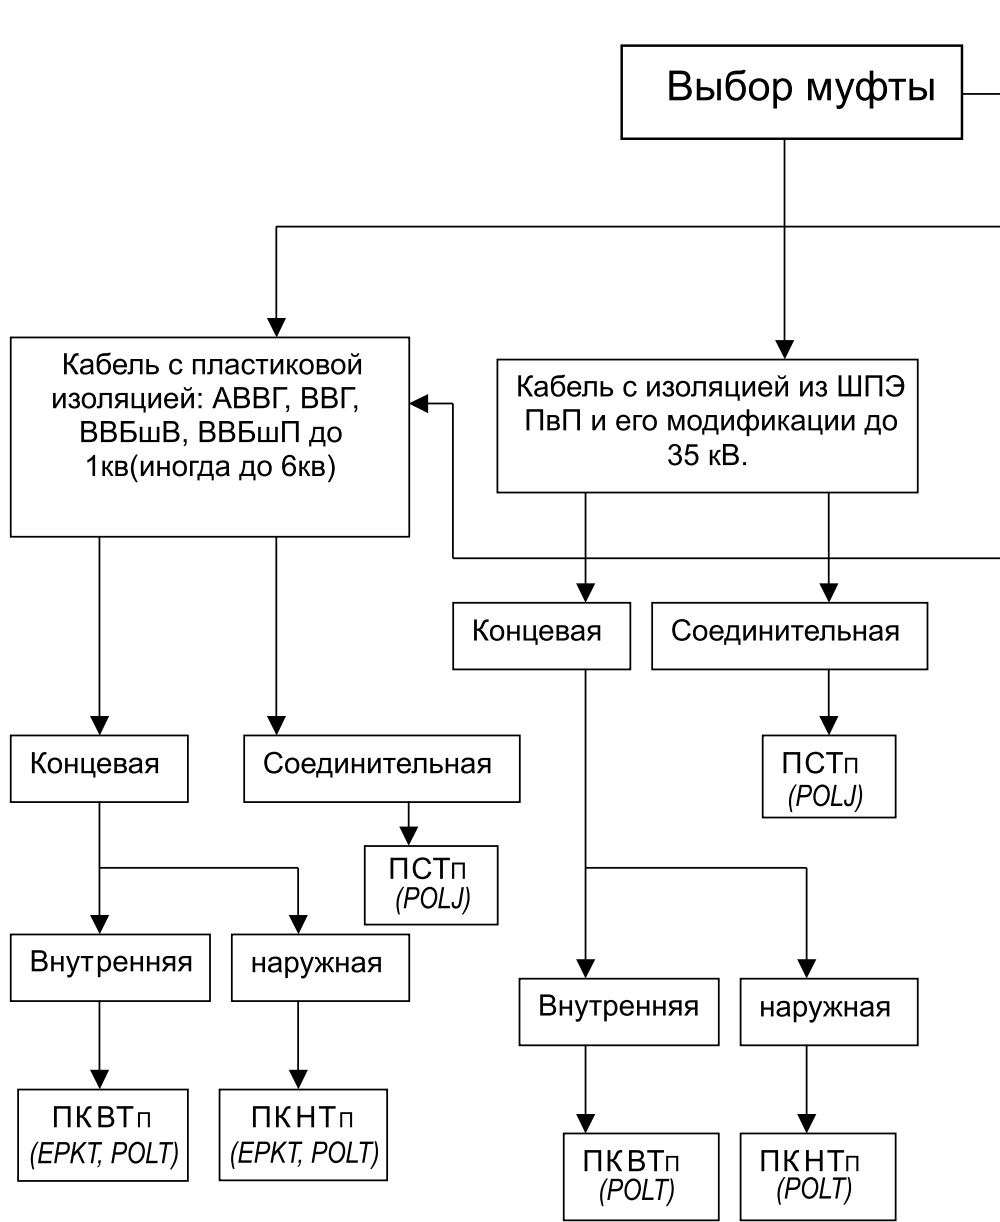 Выбор муфты
Кабель с пластиковой
изоляцией: АВВГ, ВВГ,
ВВБшВ, ВВБшП до
1кв(иногда до 6кв)
Кабель с изоляцией из ШПЭ
ПвП и его модификации до
35 кВ.
Концевая
Соединительная
ПСТп
(POLJ)
Концевая
Соединительная
ПСТп
(POLJ)
Внутренняя
наружная
Внутренняя
наружная
ПКВТп
(EPKT, POLT)
ПКНТп
(EPKT, POLT)
ПКВТп
(POLT)
ПКНТп
(POLT)